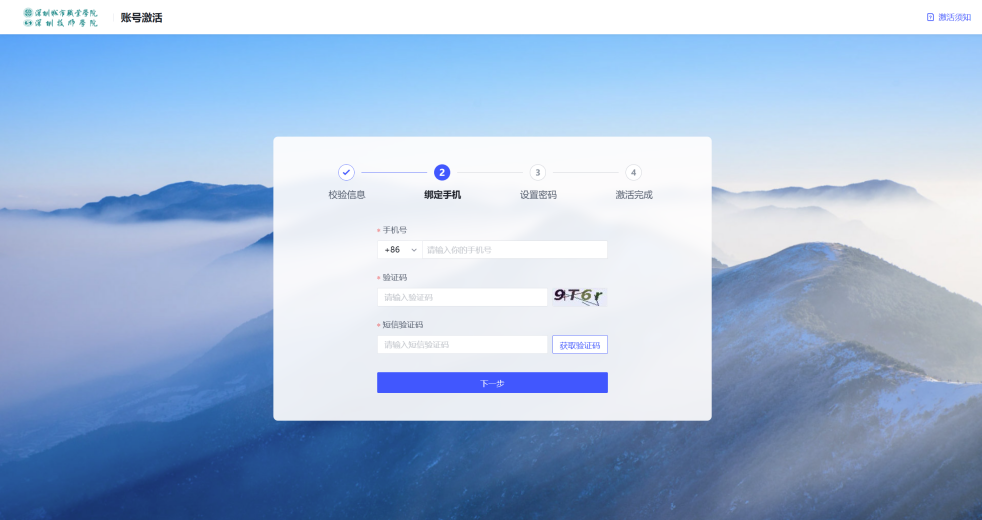 深圳城市职业学院
深圳技师学院
账号激活
激活须知
2
3
4
校验信息
绑定手机
设置密码
激活完成
* 手机号
+86
请输入你的手机号
* 验证码
请输入验证码
9T6r
* 短信验证码
请输入短信验证码
获取验证码
下一步